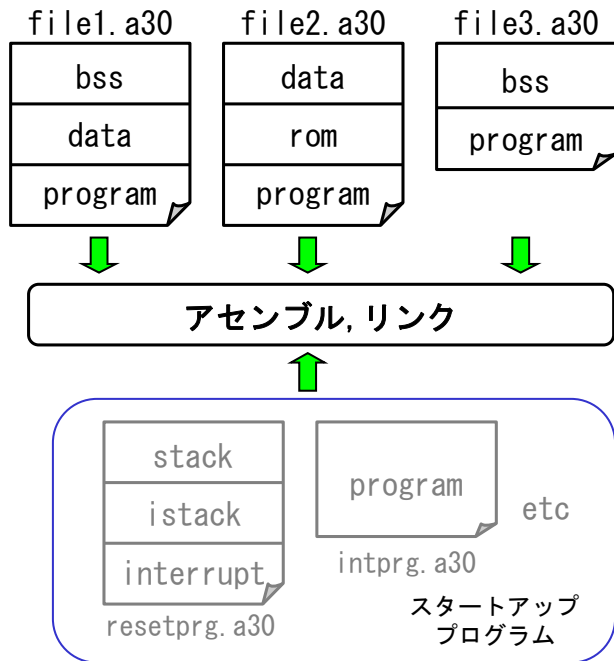 file1.a30
file2.a30
file3.a30
bss
data
program
data
rom
program
bss
program
アセンブル,リンク
stack
istack
interrupt
resetprg.a30
program
intprg.a30
etc
スタートアップ
プログラム